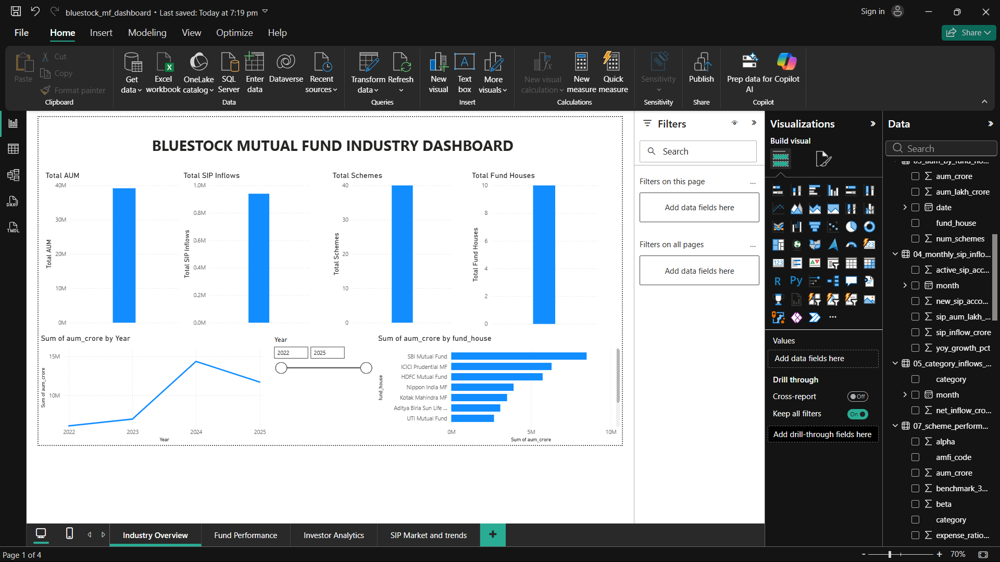 bluestock_mf_dashboard • Last saved: Today at 7:19 pm
Sign in
File
Home
Insert
Modeling
View
Optimize
Help
Share
Paste
Cut
Copy
Format painter
Clipboard
Get data
Excel workbook
OneLake catalog
SQL Server
Enter data
Dataverse
Recent sources
Data
Transform data
Refresh
Queries
New visual
Text box
More visuals
Insert
New visual calculation
New measure
Quick measure
Calculations
Sensitivity
Sensitivity
Publish
Share
Prep data for AI
Copilot
Copilot
BLUESTOCK MUTUAL FUND INDUSTRY DASHBOARD
Total AUM
40M
30M
20M
10M
0M
Total AUM
Total SIP Inflows
1.0M
0.8M
0.6M
0.4M
0.2M
0.0M
Total SIP Inflows
Total Schemes
40
30
20
10
0
Total Schemes
Total Fund Houses
10
8
6
4
2
0
Total Fund Houses
Sum of aum_crore by Year
15M
10M
Sum of aum_crore
2022
2023
2024
2025
Year
Year
2022
2025
Sum of aum_crore by fund_house
SBI Mutual Fund
ICICI Prudential MF
HDFC Mutual Fund
Nippon India MF
Kotak Mahindra MF
Aditya Birla Sun Life ...
UTI Mutual Fund
fund_house
0M
5M
10M
Sum of aum_crore
Filters
Search
Filters on this page
...
Add data fields here
Filters on all pages
...
Add data fields here
Visualizations
Build visual
123
123
R
Py
...
Values
Add data fields here
Drill through
Cross-report
Off
Keep all filters
On
Add drill-through fields here
Data
Search
03_aum_by_fund_ho...
aum_crore
aum_lakh_crore
date
fund_house
num_schemes
04_monthly_sip_inflo...
active_sip_acc...
month
new_sip_acco...
sip_aum_lakh_...
sip_inflow_crore
yoy_growth_pct
05_category_inflows_...
category
month
net_inflow_cro...
07_scheme_perform...
alpha
amfi_code
aum_crore
benchmark_3...
beta
category
expense_ratio...
DAX
TMDL
Industry Overview
Fund Performance
Investor Analytics
SIP Market and trends
+
Page 1 of 4
- + 70%